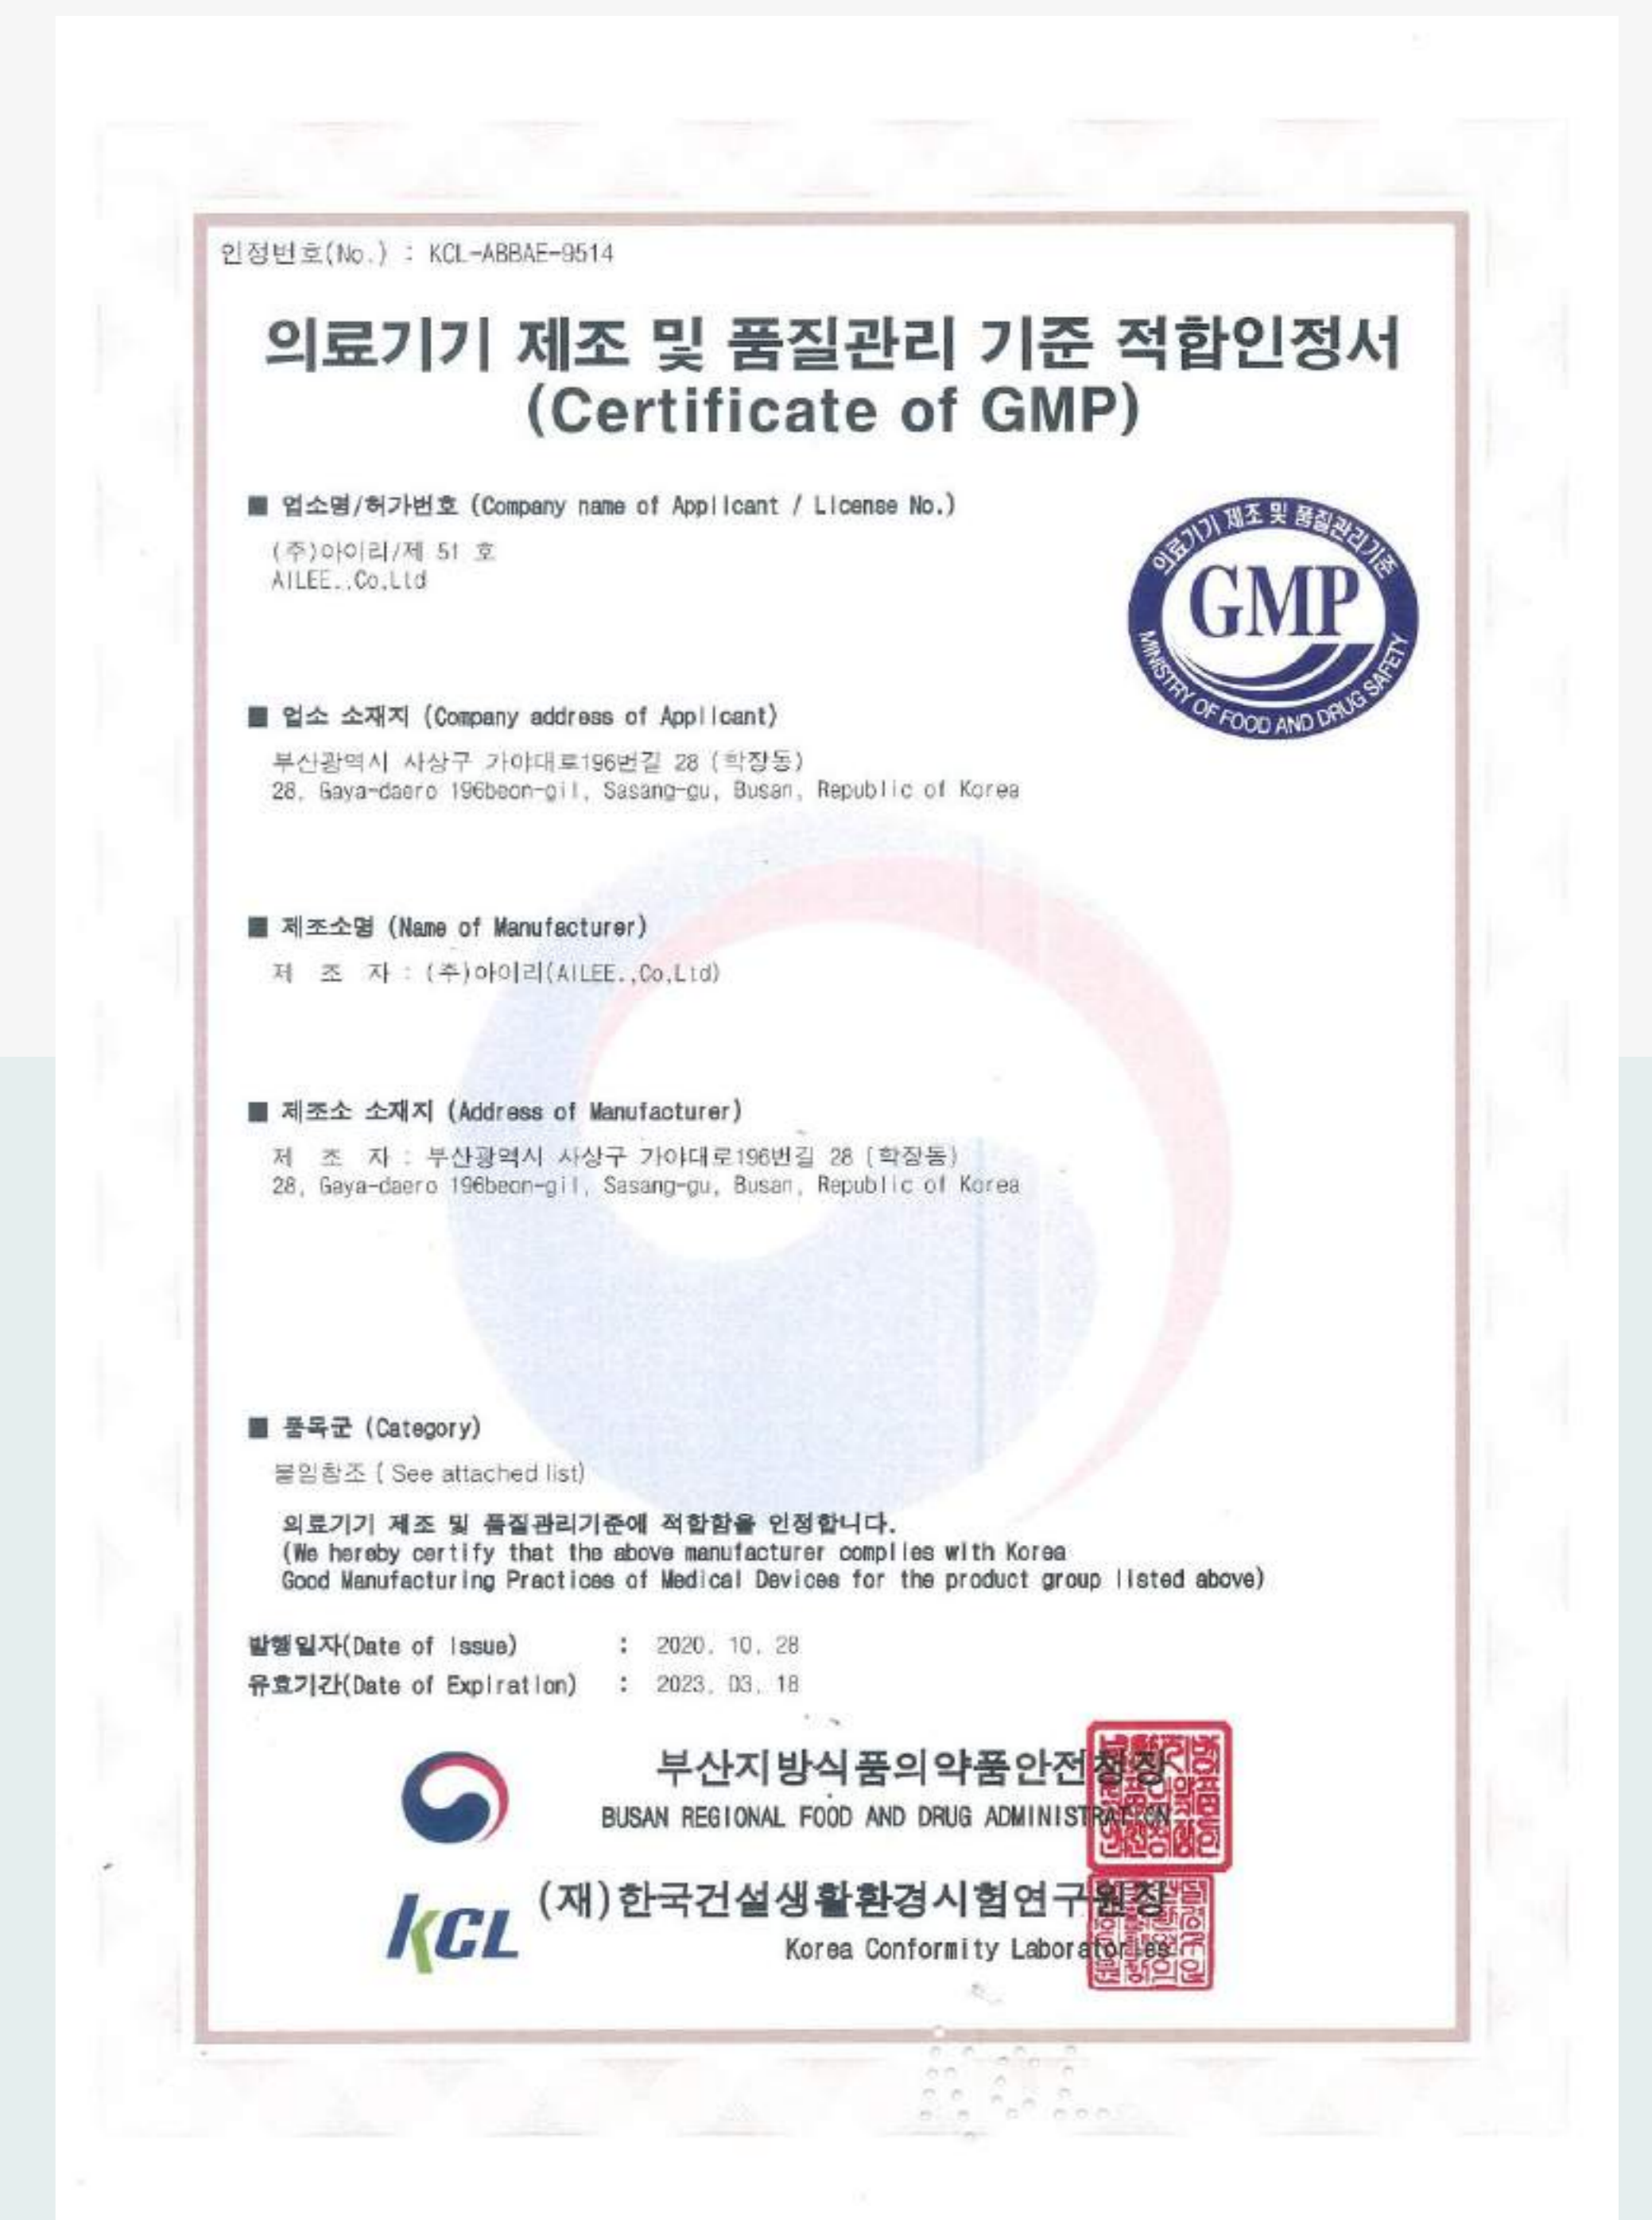 인정번호(No.) : KCL-ABBAE-9514
의료기기 제조 및 품질관리 기준 적합인정서
(Certificate of GMP)
■ 업소명/허가번호 (Company name of Applicant / License No.)
(주)아이리/제 51 호
AILEE.,Co,Ltd
의료기기 제조 및 품질관리기준
GMP
MINISTRY OF FOOD AND DRUG SAFETY
■ 업소 소재지 (Company address of Applicant)
부산광역시 사상구 가야대로196번길 28 (학장동)
28, Gaya-daero 196beon-gil, Sasang-gu, Busan, Republic of Korea
■ 제조소명 (Name of Manufacturer)
제 조 자 : (주)아이리(AILEE.,Co,Ltd)
■ 제조소 소재지 (Address of Manufacturer)
제 조 자 : 부산광역시 사상구 가야대로196번길 28 (학장동)
28, Gaya-daero 196beon-gil, Sasang-gu, Busan, Republic of Korea
■ 품목군 (Category)
붙임참조 ( See attached list)
의료기기 제조 및 품질관리기준에 적합함을 인정합니다.
(We hereby certify that the above manufacturer complies with Korea
Good Manufacturing Practices of Medical Devices for the product group listed above)
발행일자(Date of Issue) : 2020. 10. 28
유효기간(Date of Expiration) : 2023. 03. 18
부산지방식품의약품안전청장
BUSAN REGIONAL FOOD AND DRUG ADMINISTRATION
KCL
(재)한국건설생활환경시험연구원장
Korea Conformity Laboratories